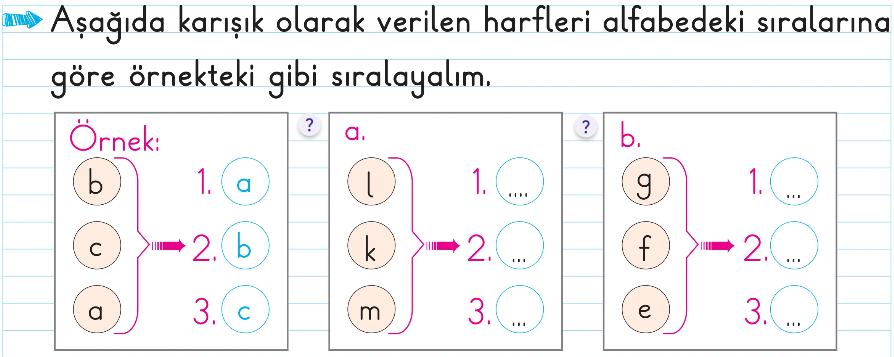 Aşağıda karışık olarak verilen harfleri alfabedeki sıralarına
göre örnekteki gibi sıralayalım.
Örnek:
b 1. a
c 2. b
a 3. c
?
a.
l 1. ....
k 2. ...
m 3. ...
?
b.
g 1. ...
f 2. ...
e 3. ...